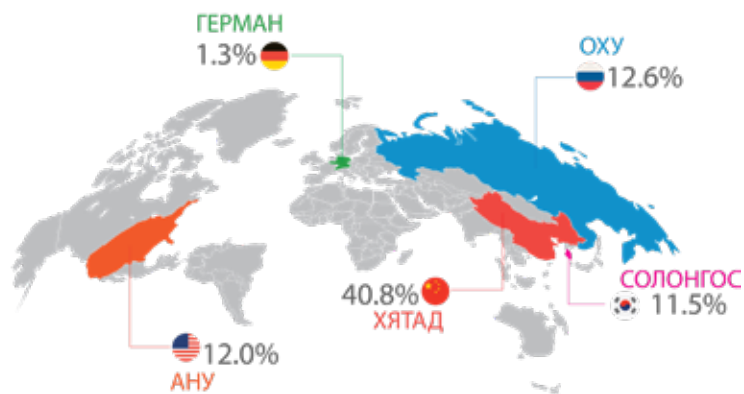 ГЕРМАН
1.3%
ОХУ
12.6%
СОЛОНГОС
11.5%
40.8%
ХЯТАД
12.0%
АНУ